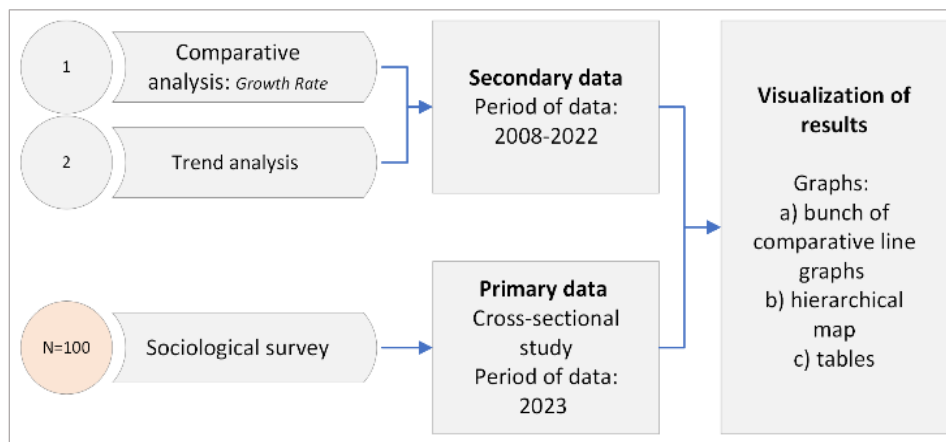 1
Comparative
analysis: Growth Rate
2
Trend analysis
Secondary data
Period of data:
2008-2022
N=100
Sociological survey
Primary data
Cross-sectional
study
Period of data:
2023
Visualization of
results
Graphs:
a) bunch of
comparative line
graphs
b) hierarchical
map
c) tables